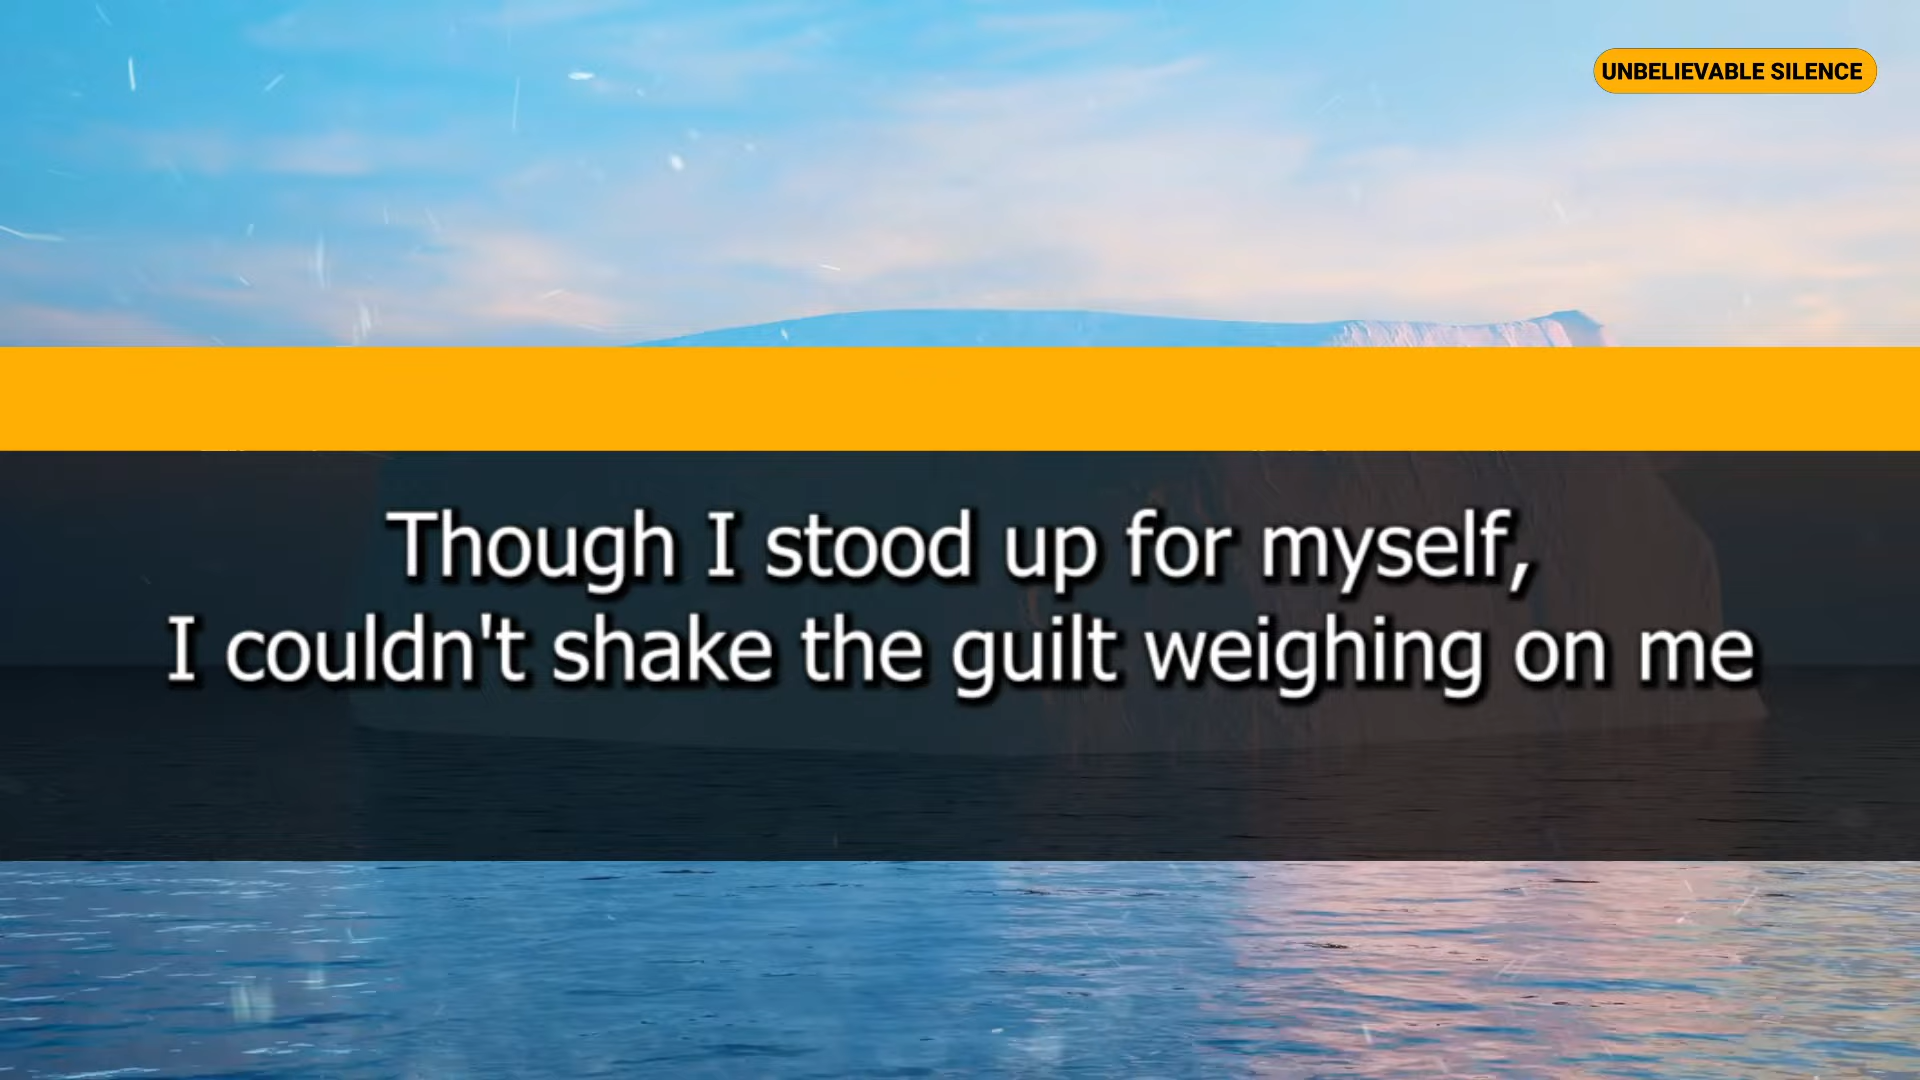 UNBELIEVABLE SILENCE
Though I stood up for myself,
I couldn't shake the guilt weighing on me